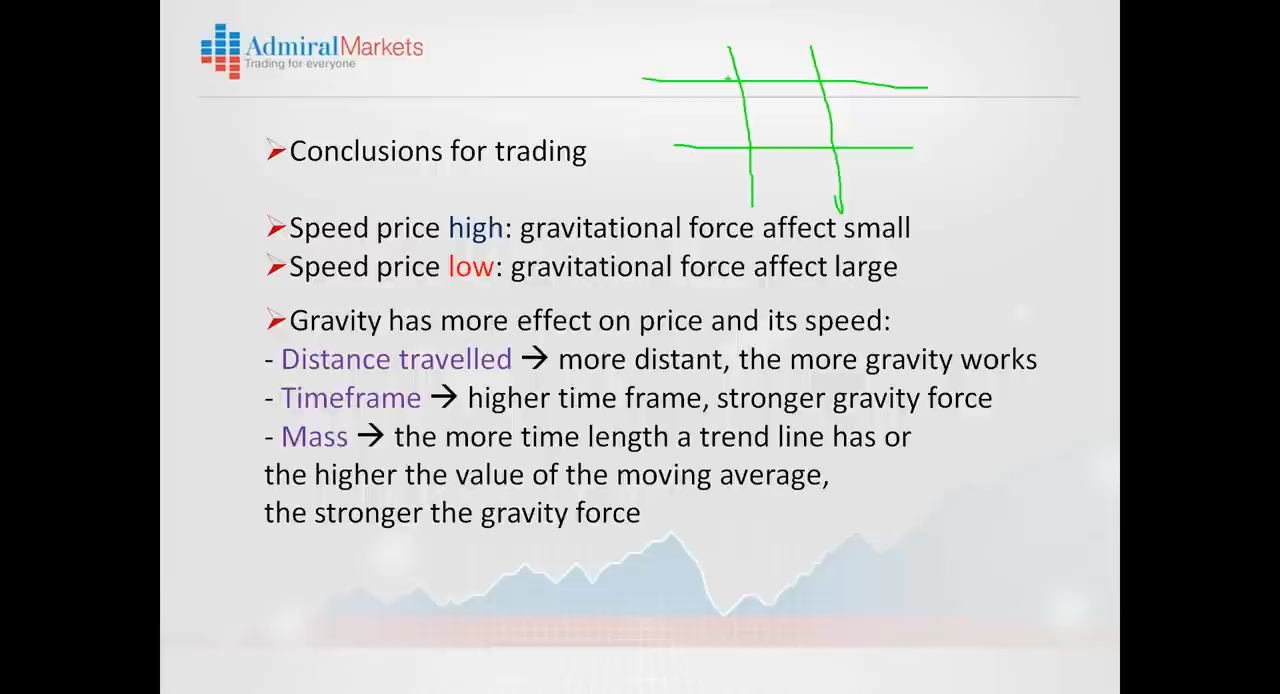 AdmiralMarkets
Trading for everyone
Conclusions for trading
Speed price high: gravitational force affect small
Speed price low: gravitational force affect large
Gravity has more effect on price and its speed:
- Distance travelled → more distant, the more gravity works
- Timeframe → higher time frame, stronger gravity force
- Mass → the more time length a trend line has or
the higher the value of the moving average,
the stronger the gravity force